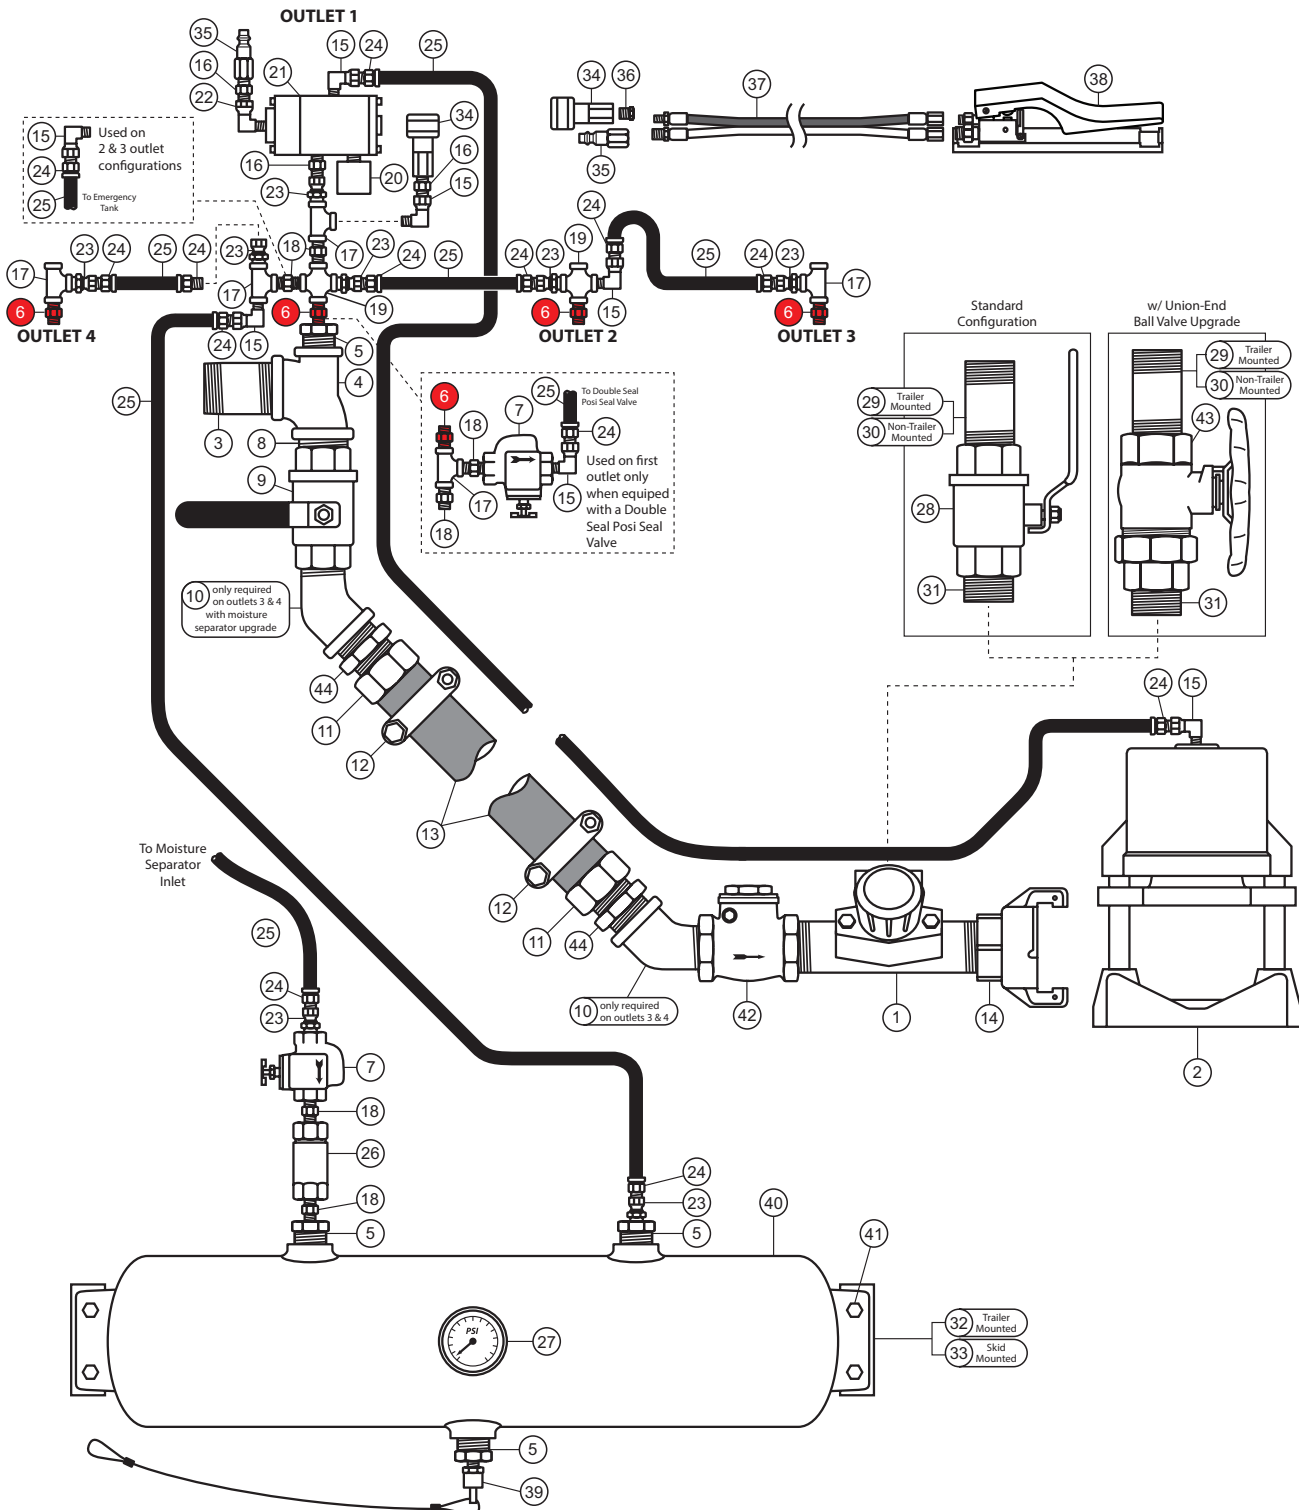 OUTLET 1
35
15
24
25
16
21
22
34
34
36
37
38
15
Used on
2 & 3 outlet
configurations
24
25
To Emergency
Tank
16
20
23
16
15
35
24
23
24
25
24
23
18
17
23
24
25
24
23
19
25
24
23
17
17
19
15
17
6
6
6
6
OUTLET 4
24
15
OUTLET 2
OUTLET 3
5
4
25
3
8
9
6
18
7
25
To Double Seal
Posi Seal Valve
24
17
15
18
Used on first
outlet only
when equiped
with a Double
Seal Posi Seal
Valve
Standard
Configuration
w/ Union-End
Ball Valve Upgrade
29
Trailer
Mounted
30
Non-Trailer
Mounted
29
Trailer
Mounted
30
Non-Trailer
Mounted
43
28
31
31
10
only required
on outlets 3 & 4
with moisture
separator upgrade
44
11
12
13
24
15
To Moisture
Separator
Inlet
25
12
11
44
10
only required
on outlets 3 & 4
42
1
14
2
24
23
7
18
26
18
5
24
23
5
40
41
PSI
27
32
Trailer
Mounted
33
Skid
Mounted
5
39